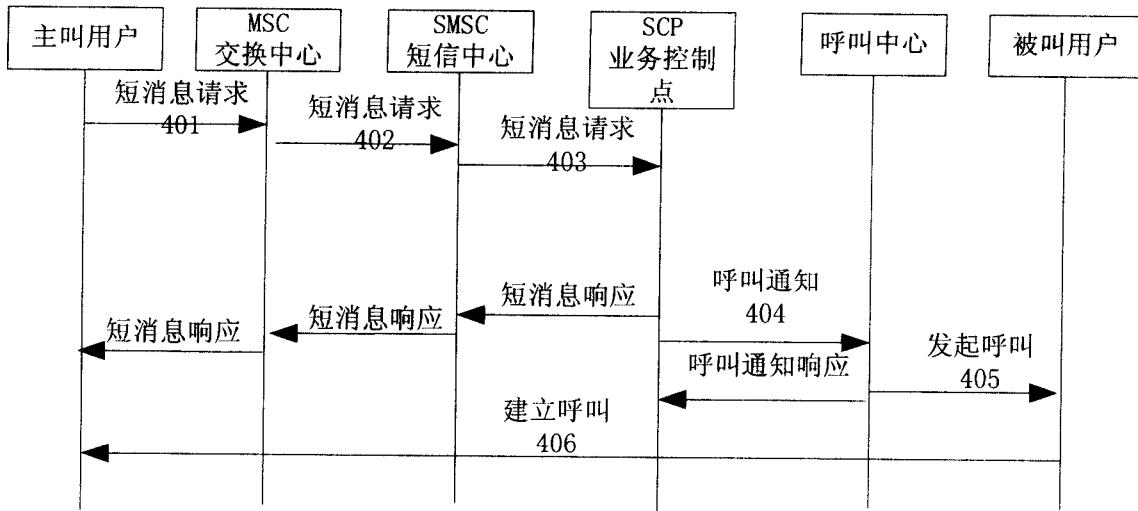 主叫用户
MSC
交换中心
SMSC
短信中心
SCP
业务控制
点
呼叫中心
被叫用户
短消息请求
401
短消息请求
402
短消息请求
403
短消息响应
短消息响应
短消息响应
呼叫通知
404
呼叫通知响应
发起呼叫
405
建立呼叫
406